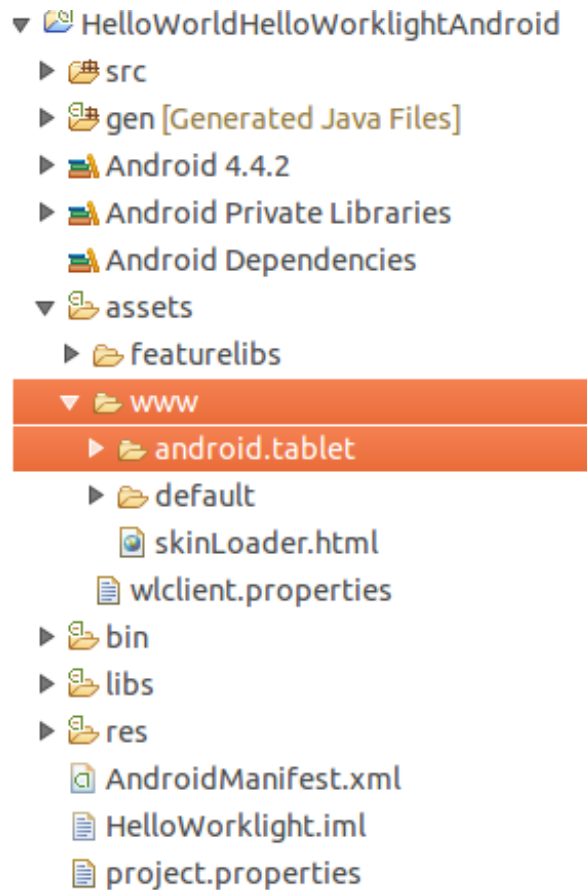 HelloWorldHelloWorklightAndroid
src
gen [Generated Java Files]
Android 4.4.2
Android Private Libraries
Android Dependencies
assets
featurelibs
www
android.tablet
default
skinLoader.html
wlclient.properties
bin
libs
res
AndroidManifest.xml
HelloWorklight.iml
project.properties